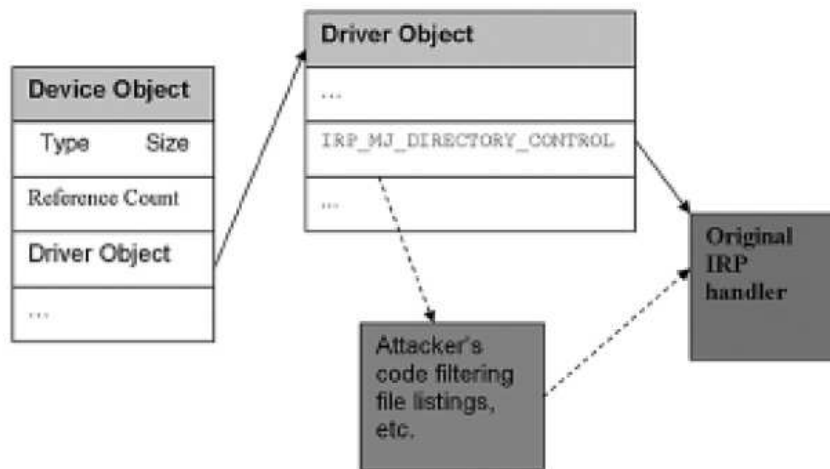 Device Object
Type Size
Reference Count
Driver Object
...
Driver Object
...
IRP_MJ_DIRECTORY_CONTROL
...
Attacker's
code filtering
file listings,
etc.
Original
IRP
handler